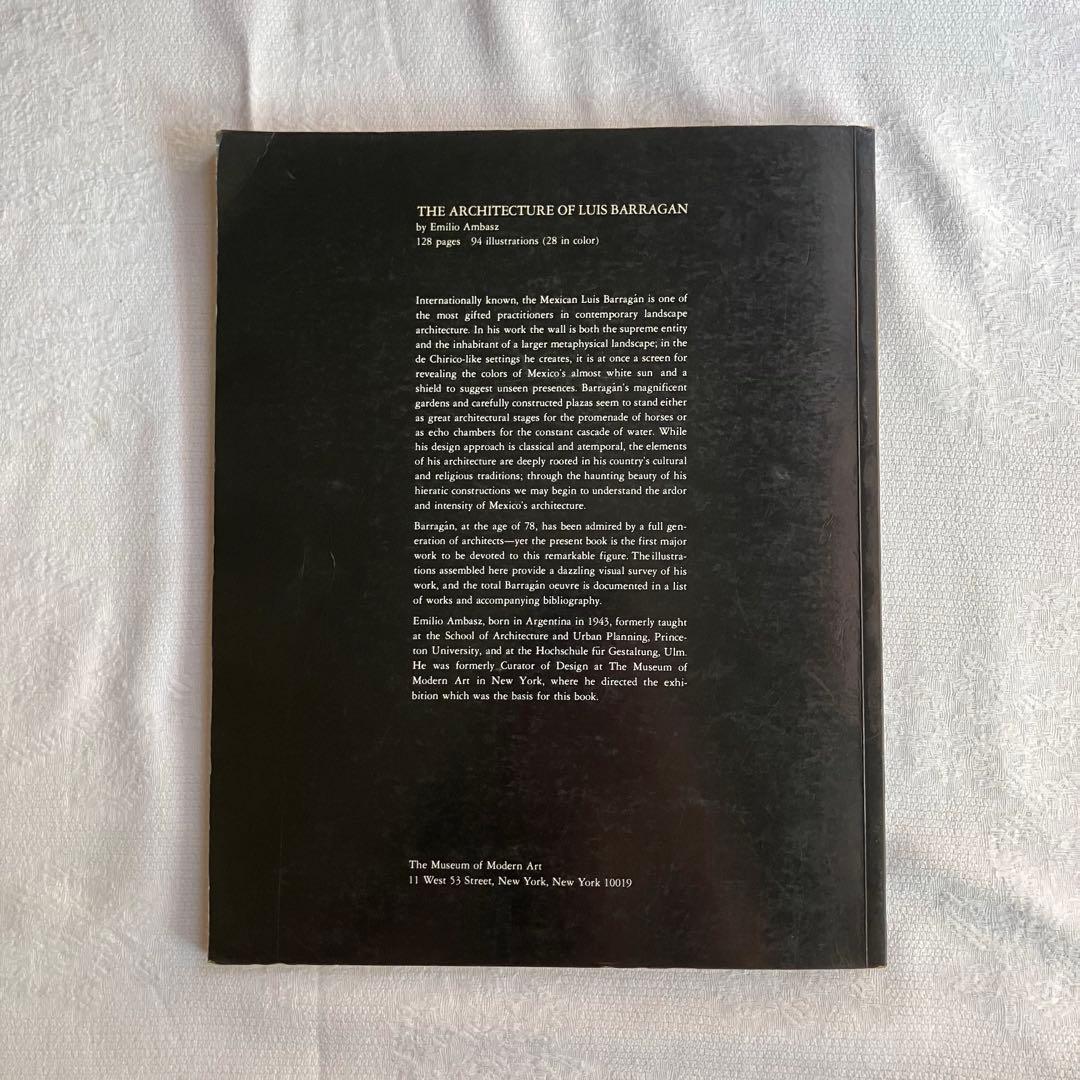 THE ARCHITECTURE OF LUIS BARRAGAN
by Emilio Ambasz
128 pages 94 illustrations (28 in color)
Internationally known, the Mexican Luis Barragán is one of
the most gifted practitioners in contemporary landscape
architecture. In his work the wall is both the supreme entity
and the inhabitant of a larger metaphysical landscape; in the
de Chirico-like settings he creates, it is at once a screen for
revealing the colors of Mexico's almost white sun and a
shield to suggest unseen presences. Barragán's magnificent
gardens and carefully constructed plazas seem to stand either
as great architectural stages for the promenade of horses or
as echo chambers for the constant cascade of water. While
his design approach is classical and atemporal, the elements
of his architecture are deeply rooted in his country's cultural
and religious traditions; through the haunting beauty of his
hieratic constructions we may begin to understand the ardor
and intensity of Mexico's architecture.
Barragán, at the age of 78, has been admired by a full gen-
eration of architects—yet the present book is the first major
work to be devoted to this remarkable figure. The illustra-
tions assembled here provide a dazzling visual survey of his
work, and the total Barragán oeuvre is documented in a list
of works and accompanying bibliography.
Emilio Ambasz, born in Argentina in 1943, formerly taught
at the School of Architecture and Urban Planning, Prince-
ton University, and at the Hochschule für Gestaltung, Ulm.
He was formerly Curator of Design at The Museum of
Modern Art in New York, where he directed the exhi-
bition which was the basis for this book.
The Museum of Modern Art
11 West 53 Street, New York, New York 10019